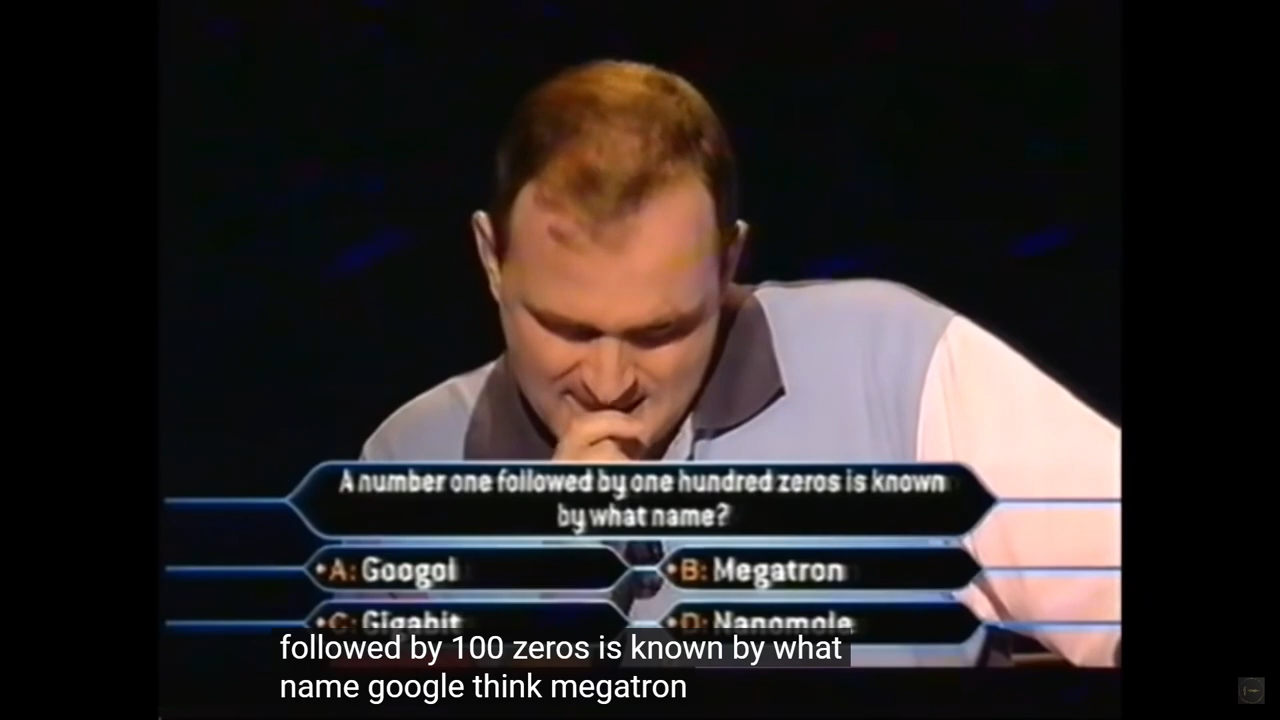 A number one followed by one hundred zeros is known
by what name?
•A: Googol
•B: Megatron
•C: Gigabit
•D: Nanomole
followed by 100 zeros is known by what
name google think megatron